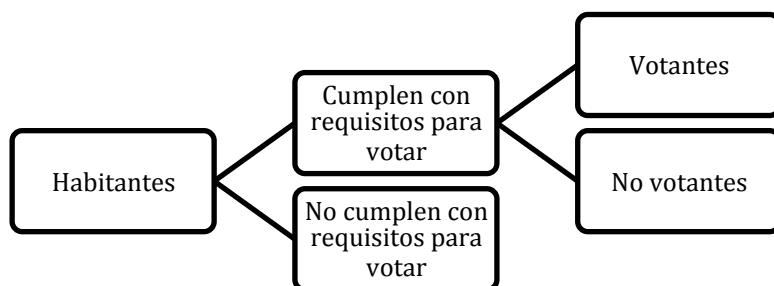 Habitantes
Cumplen con
requisitos para
votar
No cumplen con
requisitos para
votar
Votantes
No votantes